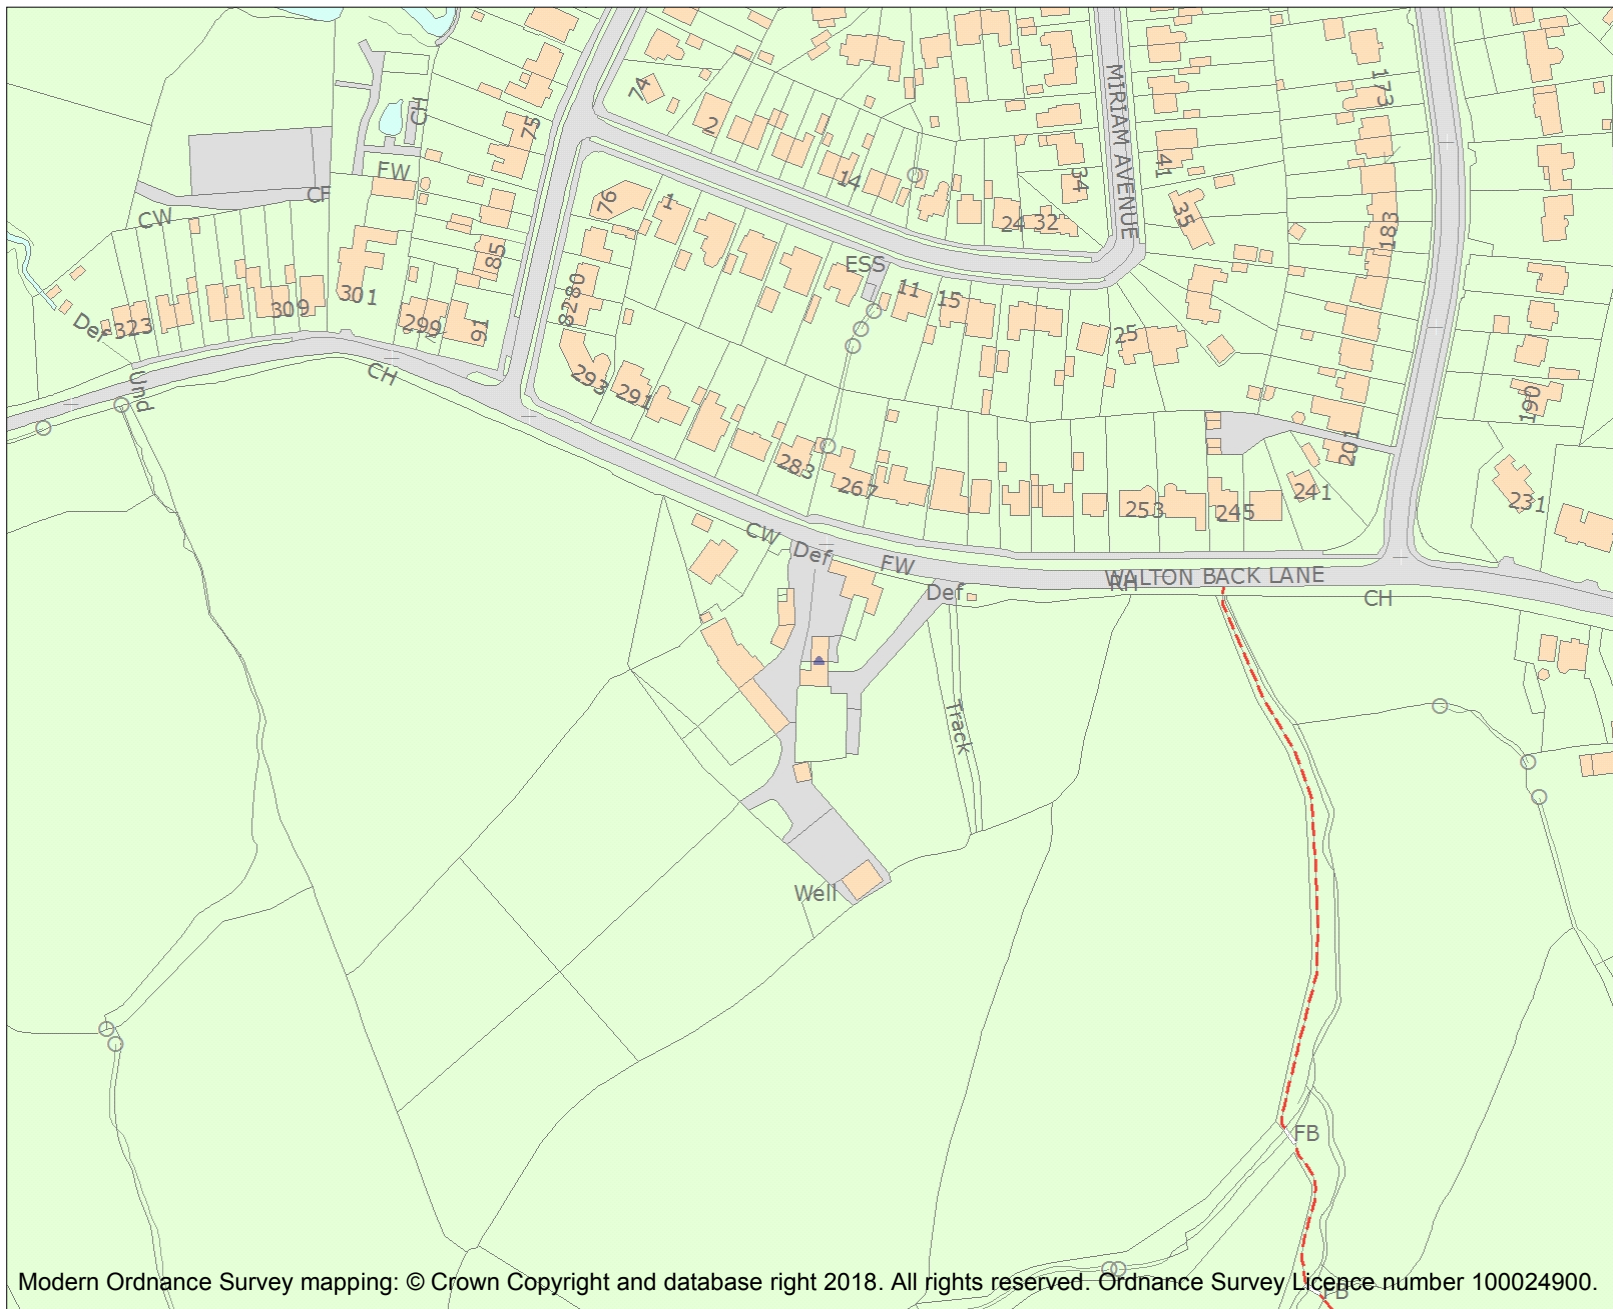 74
2
14
75
CH
FW
CF
CW
MIRIAM AVENUE
173
41
34
35
183
24
32
76
1
85
ESS
11
15
8280
301
309
Def
323
299
91
25
CH
Und
293
291
190
201
283
267
253
245
241
231
CW
Def
FW
WALTON BACK LANE
RH
Def
CH
Track
Well
FB
FB
Modern Ordnance Survey mapping: © Crown Copyright and database right 2018. All rights reserved. Ordnance Survey Licence number 100024900.